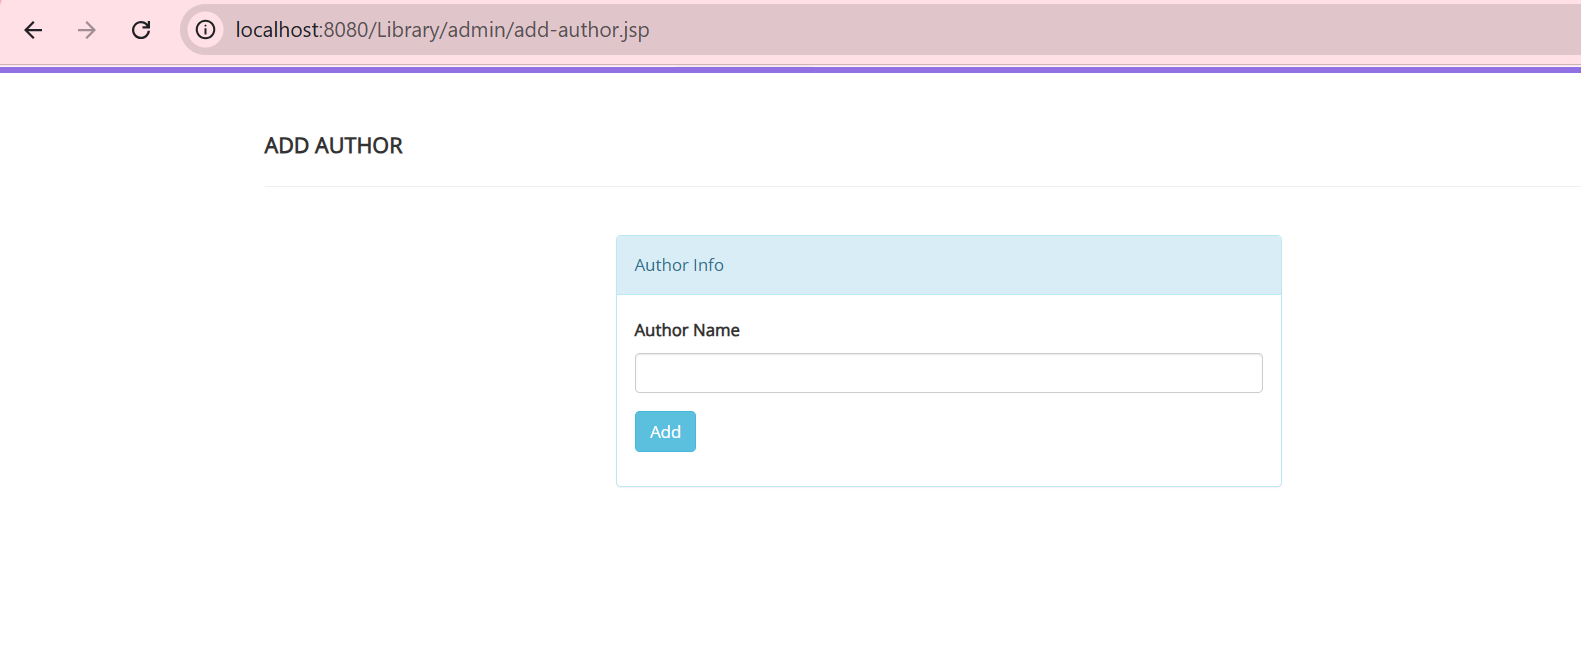 localhost:8080/Library/admin/add-author.jsp
ADD AUTHOR
Author Info
Author Name
Add